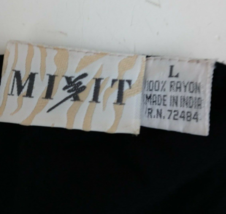 MIXIT
L
100% RAYON
MADE IN INDIA
R.N. 72484